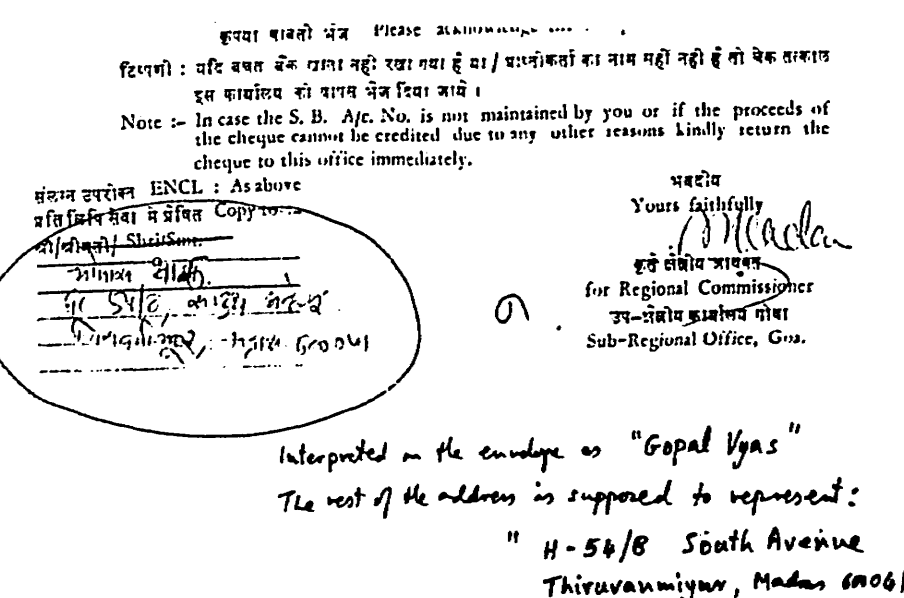 कृपया पावती भेज Please
टिप्पणी : यदि बचत बैंक खाता नहीं रखा गया है या / प्राप्तीकर्ता का नाम सही नहीं है तो चेक तत्काल
इस कार्यालय को वापस भेज दिया जाये ।
Note :– In case the S. B. A/c. No. is not maintained by you or if the proceeds of
the cheque cannot be credited due to any other reasons kindly return the
cheque to this office immediately.
संलग्न उपरोक्त ENCL : As above
प्रतिलिपि सेवा में प्रेषित Copy to
श्री/श्रीमती/ Shri/Smt.
भवदीय
Yours faithfully
कृते क्षेत्रीय आयुक्त
for Regional Commissioner
उप–क्षेत्रीय कार्यालय गोवा
Sub-Regional Office, Goa.
Interpreted on the envelope as "Gopal Vyas"
The rest of the address is supposed to represent:
" H - 54/B South Avenue
Thiruvanmiyur, Madras